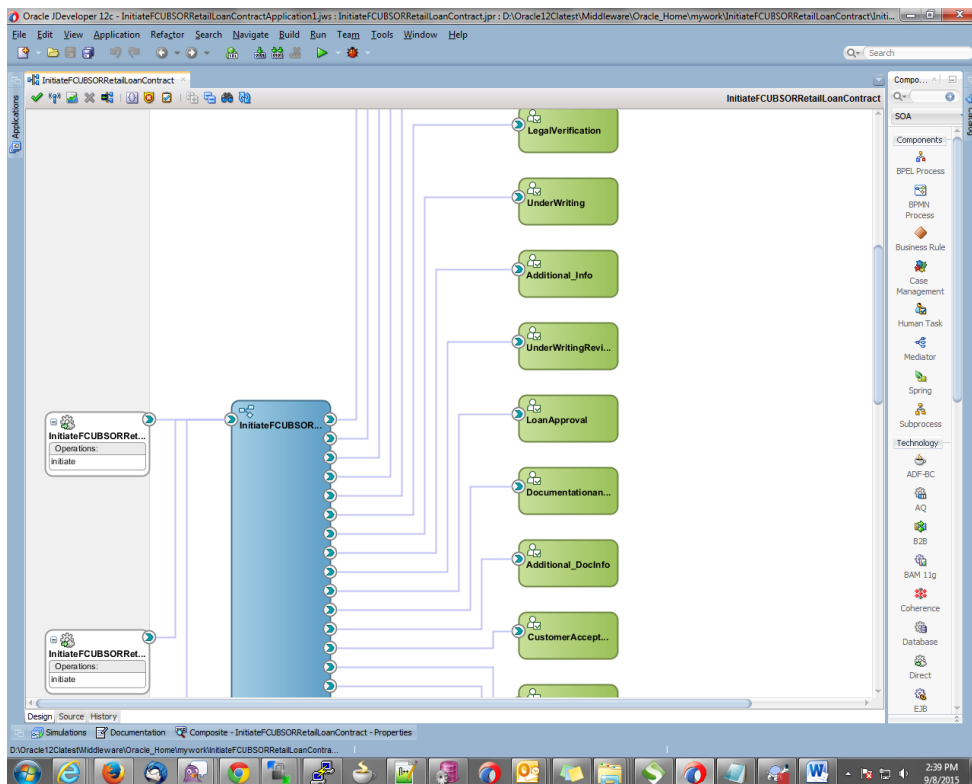 Oracle JDeveloper 12c - InitiateFCUBSORRetailLoanContractApplication1.jws : InitiateFCUBSORRetailLoanContract.jpr : D:\Oracle12Clatest\Middleware\Oracle_Home\mywork\InitiateFCUBSORRetailLoanContract\Initi...
File Edit View Application Refactor Search Navigate Build Run Team Tools Window Help
Search
InitiateFCUBSORRetailLoanContract
Compo...
InitiateFCUBSORRetailLoanContract
Applications
Catalog
SOA
Components
BPEL Process
BPMN
Process
Business Rule
Case
Management
Human Task
Mediator
Spring
Subprocess
Technology
ADF-BC
AQ
B2B
BAM 11g
Coherence
Database
Direct
EJB
LegalVerification
UnderWriting
Additional_Info
UnderWritingRevi...
LoanApproval
Documentationan...
Additional_DocInfo
CustomerAccept...
InitiateFCUBSORRet...
Operations:
initiate
InitiateFCUBSOR...
InitiateFCUBSORRet...
Operations:
initiate
Design Source History
Simulations Documentation Composite - InitiateFCUBSORRetailLoanContract - Properties
D:\Oracle12Clatest\Middleware\Oracle_Home\mywork\InitiateFCUBSORRetailLoanContra...
2:39 PM
9/8/2015